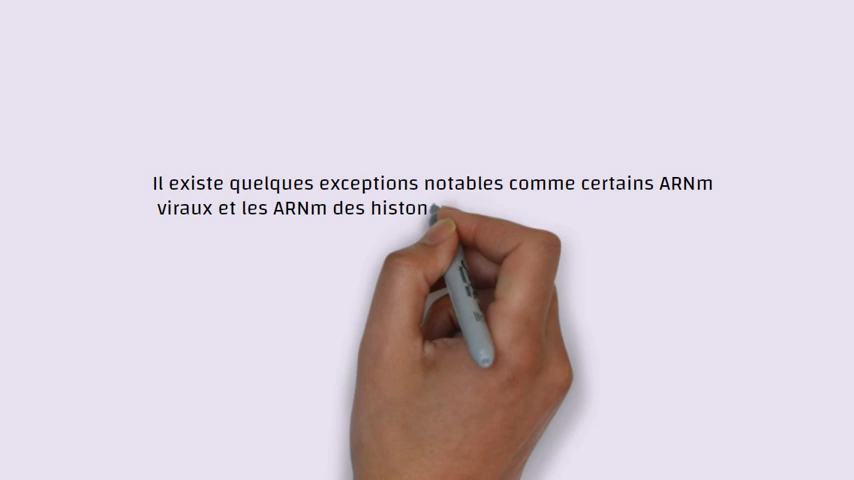 Il existe quelques exceptions notables comme certains ARNm
viraux et les ARNm des histon